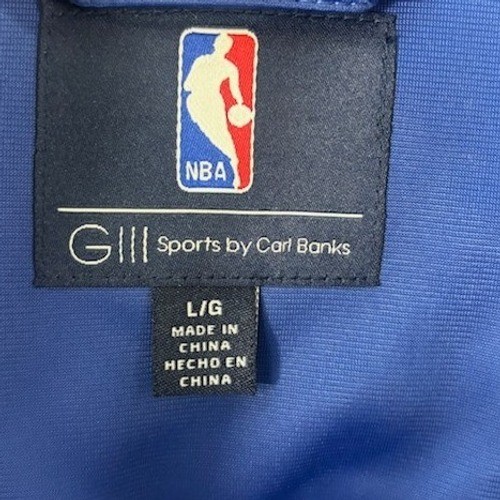 NBA
GIII Sports by Carl Banks
L/G
MADE IN
CHINA
HECHO EN
CHINA